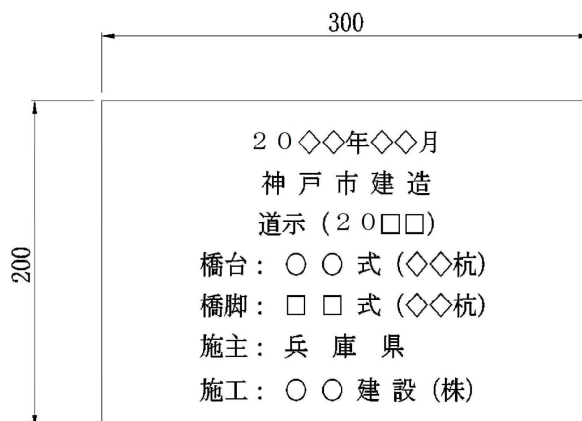 300
200
２０◇◇年◇◇月
神 戸 市 建 造
道示 (２０□□)
橋台： ○ ○ 式 (◇◇杭)
橋脚： □ □ 式 (◇◇杭)
施主： 兵 庫 県
施工： ○ ○ 建 設 (株)